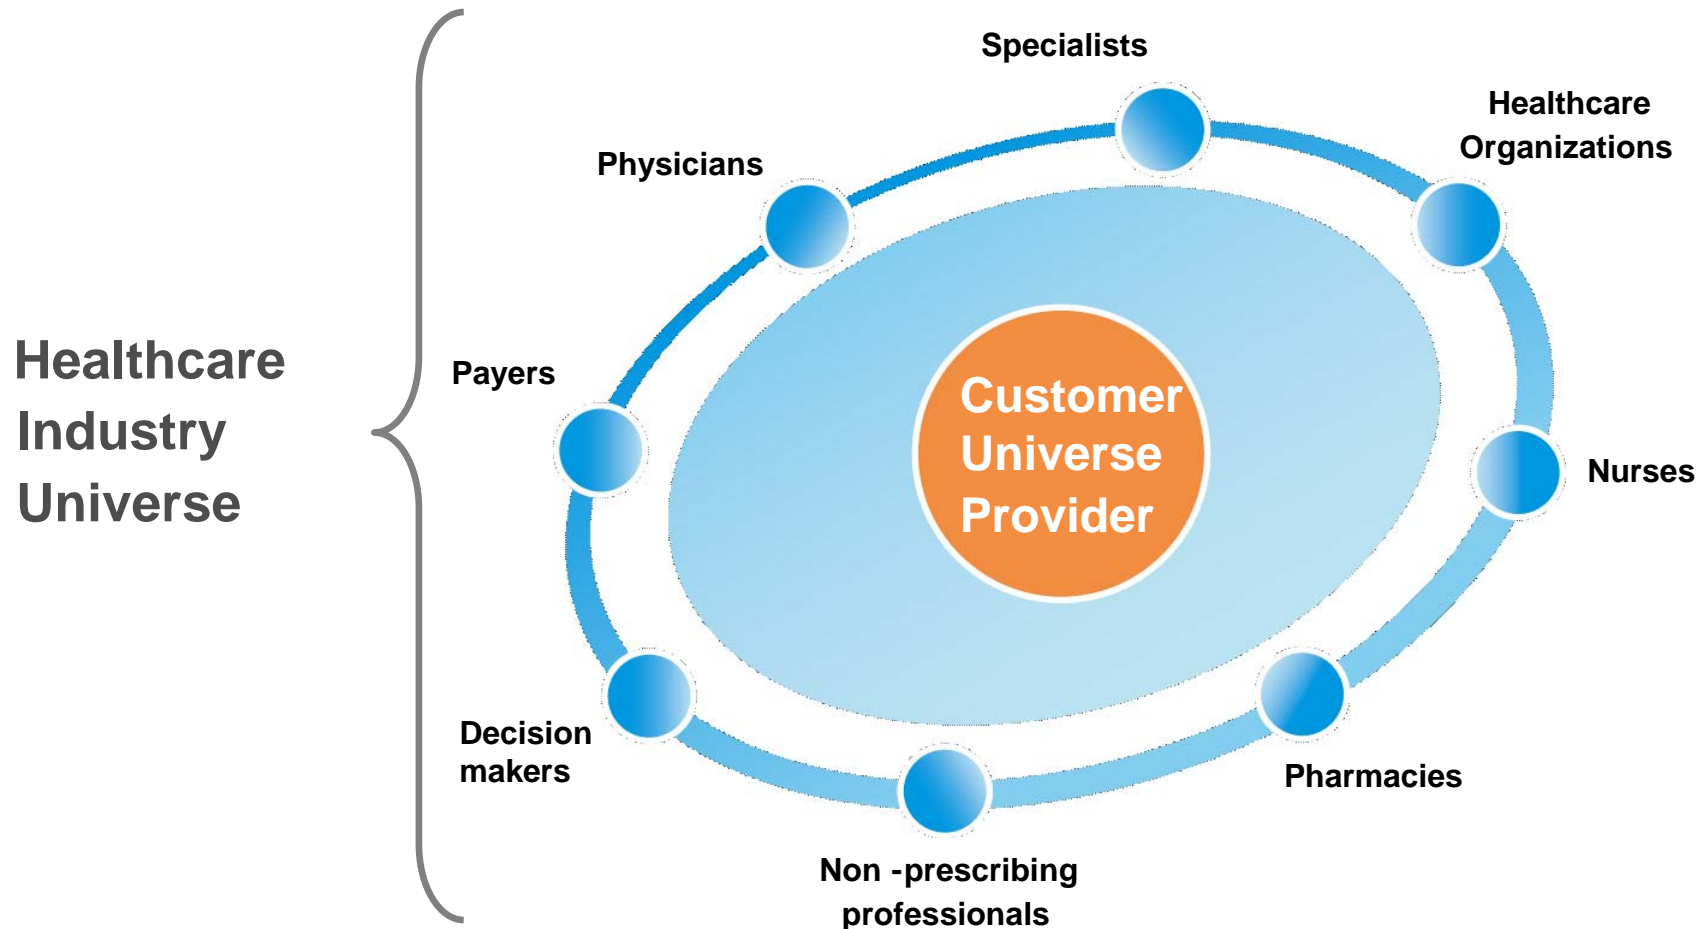 Specialists
Healthcare
Organizations
Physicians
Healthcare
Industry
Universe
Payers
Customer
Universe
Provider
Nurses
Decision
makers
Pharmacies
Non -prescribing
professionals